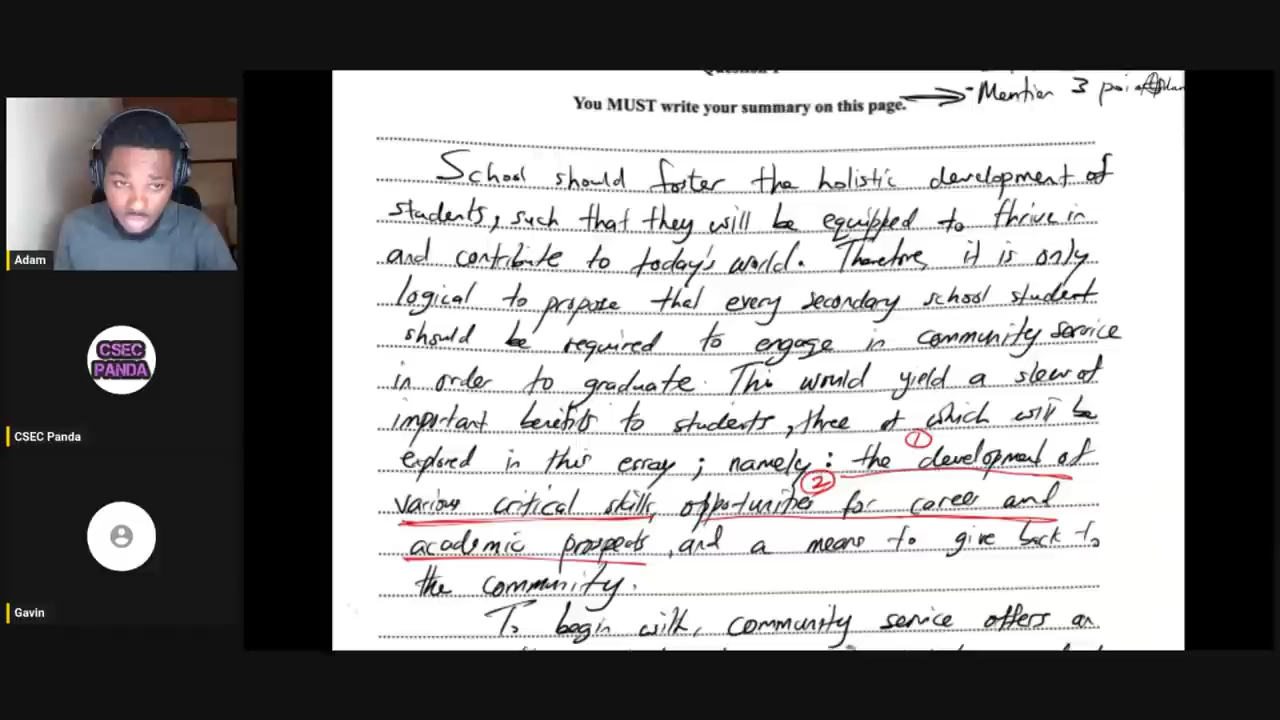 You MUST write your summary on this page.
- Mention 3
School should foster the holistic development of
students, such that they will be equipped to thrive in
and contribute to today's world. Therefore, it is only
logical to propose that every secondary school student
should be required to engage in community service
in order to graduate. This would yield a slew of
important benefits to students, three of which will be
explored in this essay; namely: the development of
various critical skills, opportunities for career and
academic prospects, and a means to give back to
the community.
To begin with, community service offers an
1
2
Adam
CSEC PANDA
CSEC Panda
Gavin